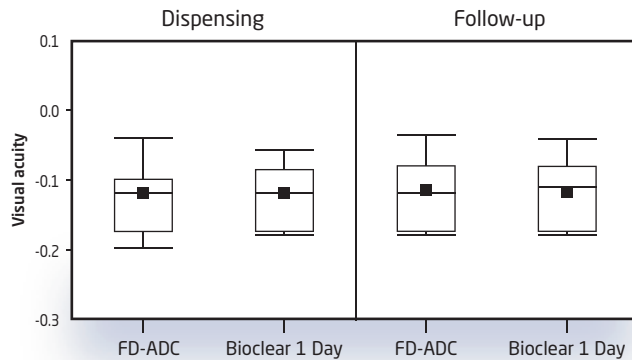 Dispensing Follow-up
0.1
0.0
-0.1
-0.2
-0.3
Visual acuity
FD-ADC Bioclear 1 Day FD-ADC Bioclear 1 Day